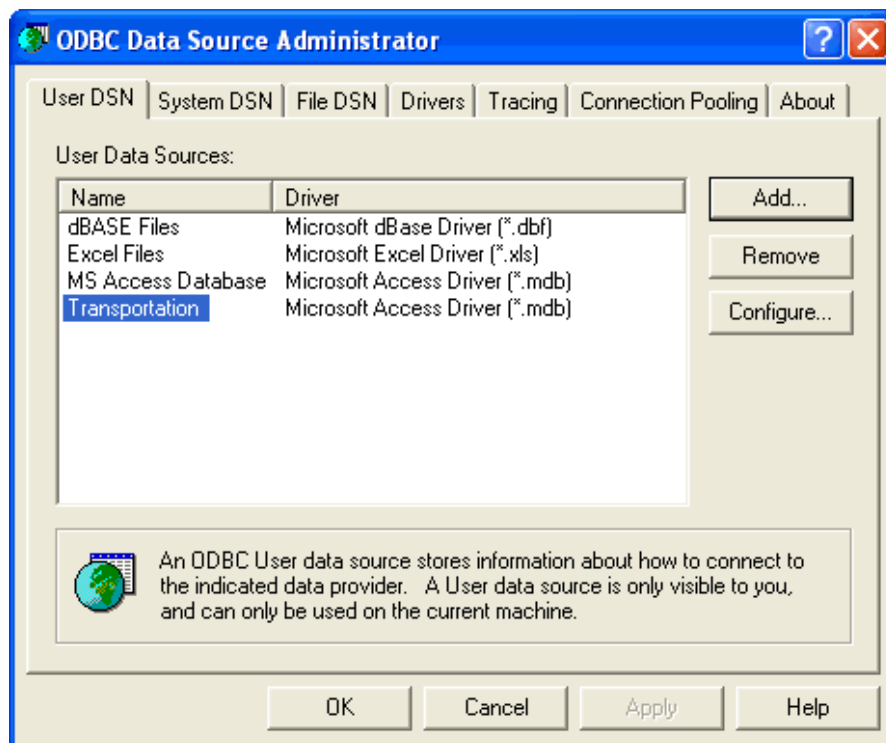 ODBC Data Source Administrator
User DSN System DSN File DSN Drivers Tracing Connection Pooling About
User Data Sources:
Name Driver
dBASE Files Microsoft dBase Driver (*.dbf)
Excel Files Microsoft Excel Driver (*.xls)
MS Access Database Microsoft Access Driver (*.mdb)
Transportation Microsoft Access Driver (*.mdb)
Add...
Remove
Configure...
An ODBC User data source stores information about how to connect to
the indicated data provider. A User data source is only visible to you,
and can only be used on the current machine.
OK Cancel Apply Help